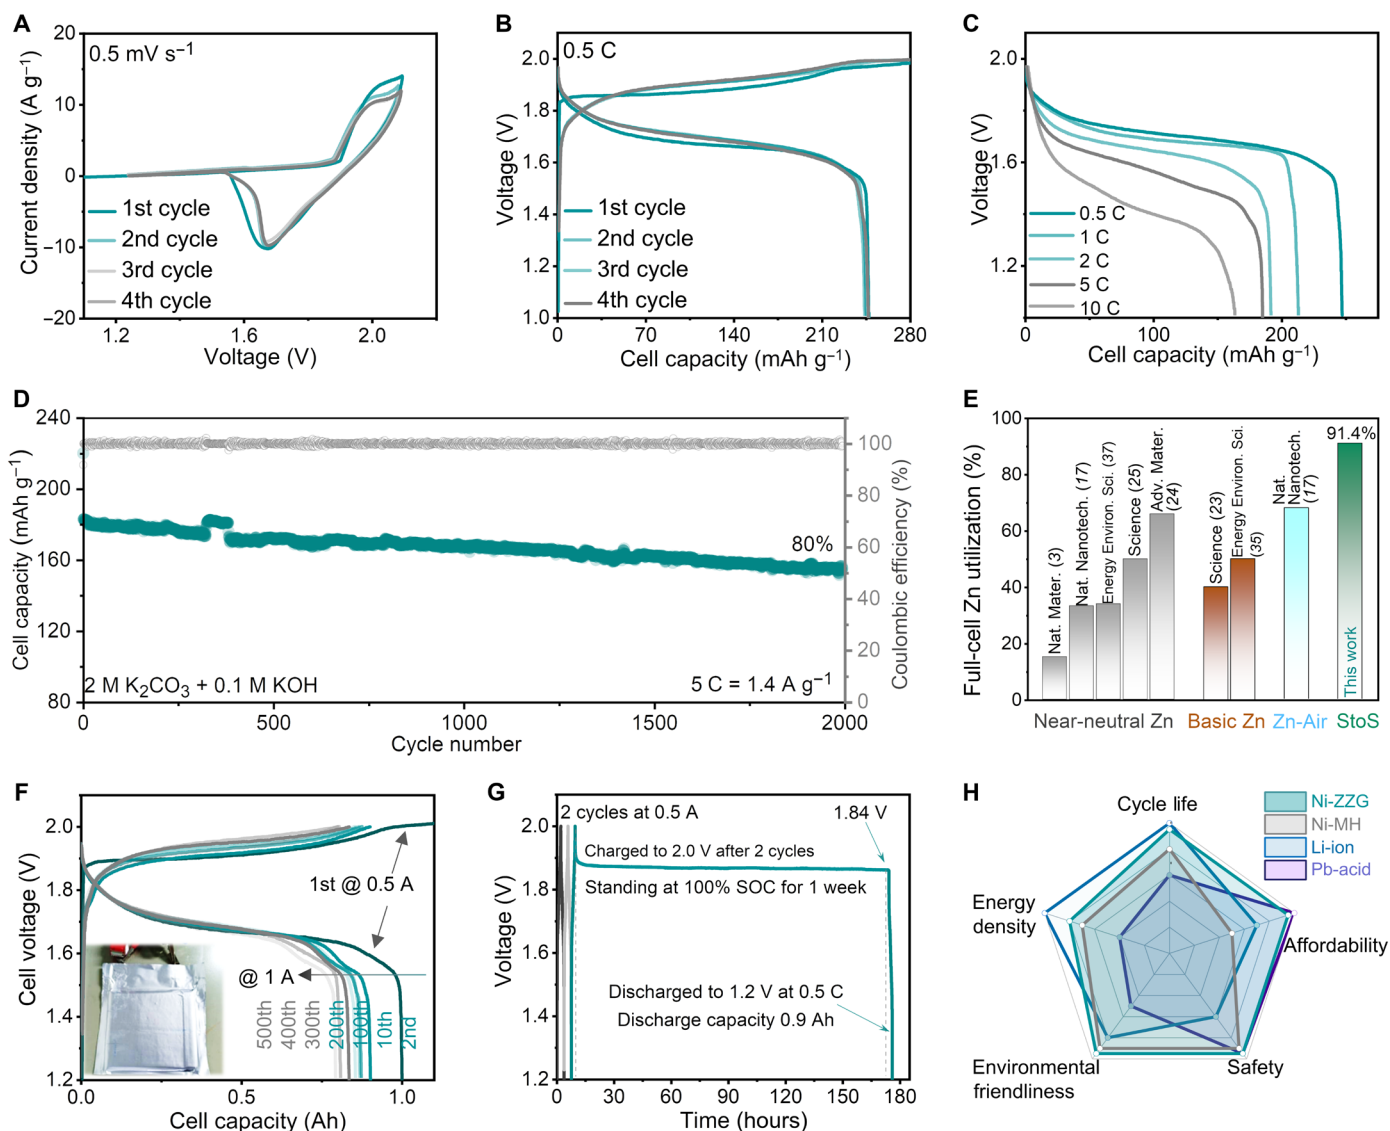 A
20
10
0
−10
−20
Current density (A g⁻¹)
0.5 mV s⁻¹
1st cycle
2nd cycle
3rd cycle
4th cycle
1.2
1.6
2.0
Voltage (V)
B
2.0
1.8
1.6
1.4
1.2
1.0
Voltage (V)
0.5 C
1st cycle
2nd cycle
3rd cycle
4th cycle
0
70
140
210
280
Cell capacity (mAh g⁻¹)
C
2.0
1.6
1.2
Voltage (V)
0.5 C
1 C
2 C
5 C
10 C
0
100
200
Cell capacity (mAh g⁻¹)
D
240
200
160
120
80
Cell capacity (mAh g⁻¹)
80%
2 M K₂CO₃ + 0.1 M KOH
5 C = 1.4 A g⁻¹
100
80
60
40
20
0
Coulombic efficiency (%)
0
500
1000
1500
2000
Cycle number
E
100
80
60
40
20
0
Full-cell Zn utilization (%)
Nat. Mater. (3)
Nat. Nanotech. (17)
Energy Environ. Sci. (37)
Science (25)
Adv. Mater.
(24)
Science (23)
Energy Environ. Sci.
(35)
Nat.
Nanotech.
(17)
91.4%
This work
Near-neutral Zn
Basic Zn
Zn-Air
StoS
F
2.0
1.8
1.6
1.4
1.2
Cell voltage (V)
1st @ 0.5 A
@ 1 A
500th
400th
300th
200th
100th
10th
2nd
0.0
0.5
1.0
Cell capacity (Ah)
G
2.0
1.8
1.6
1.4
1.2
Voltage (V)
2 cycles at 0.5 A
1.84 V
Charged to 2.0 V after 2 cycles
Standing at 100% SOC for 1 week
Discharged to 1.2 V at 0.5 C
Discharge capacity 0.9 Ah
0
30
60
90
120
150
180
Time (hours)
H
Ni-ZZG
Ni-MH
Li-ion
Pb-acid
Cycle life
Energy
density
Affordability
Environmental
friendliness
Safety